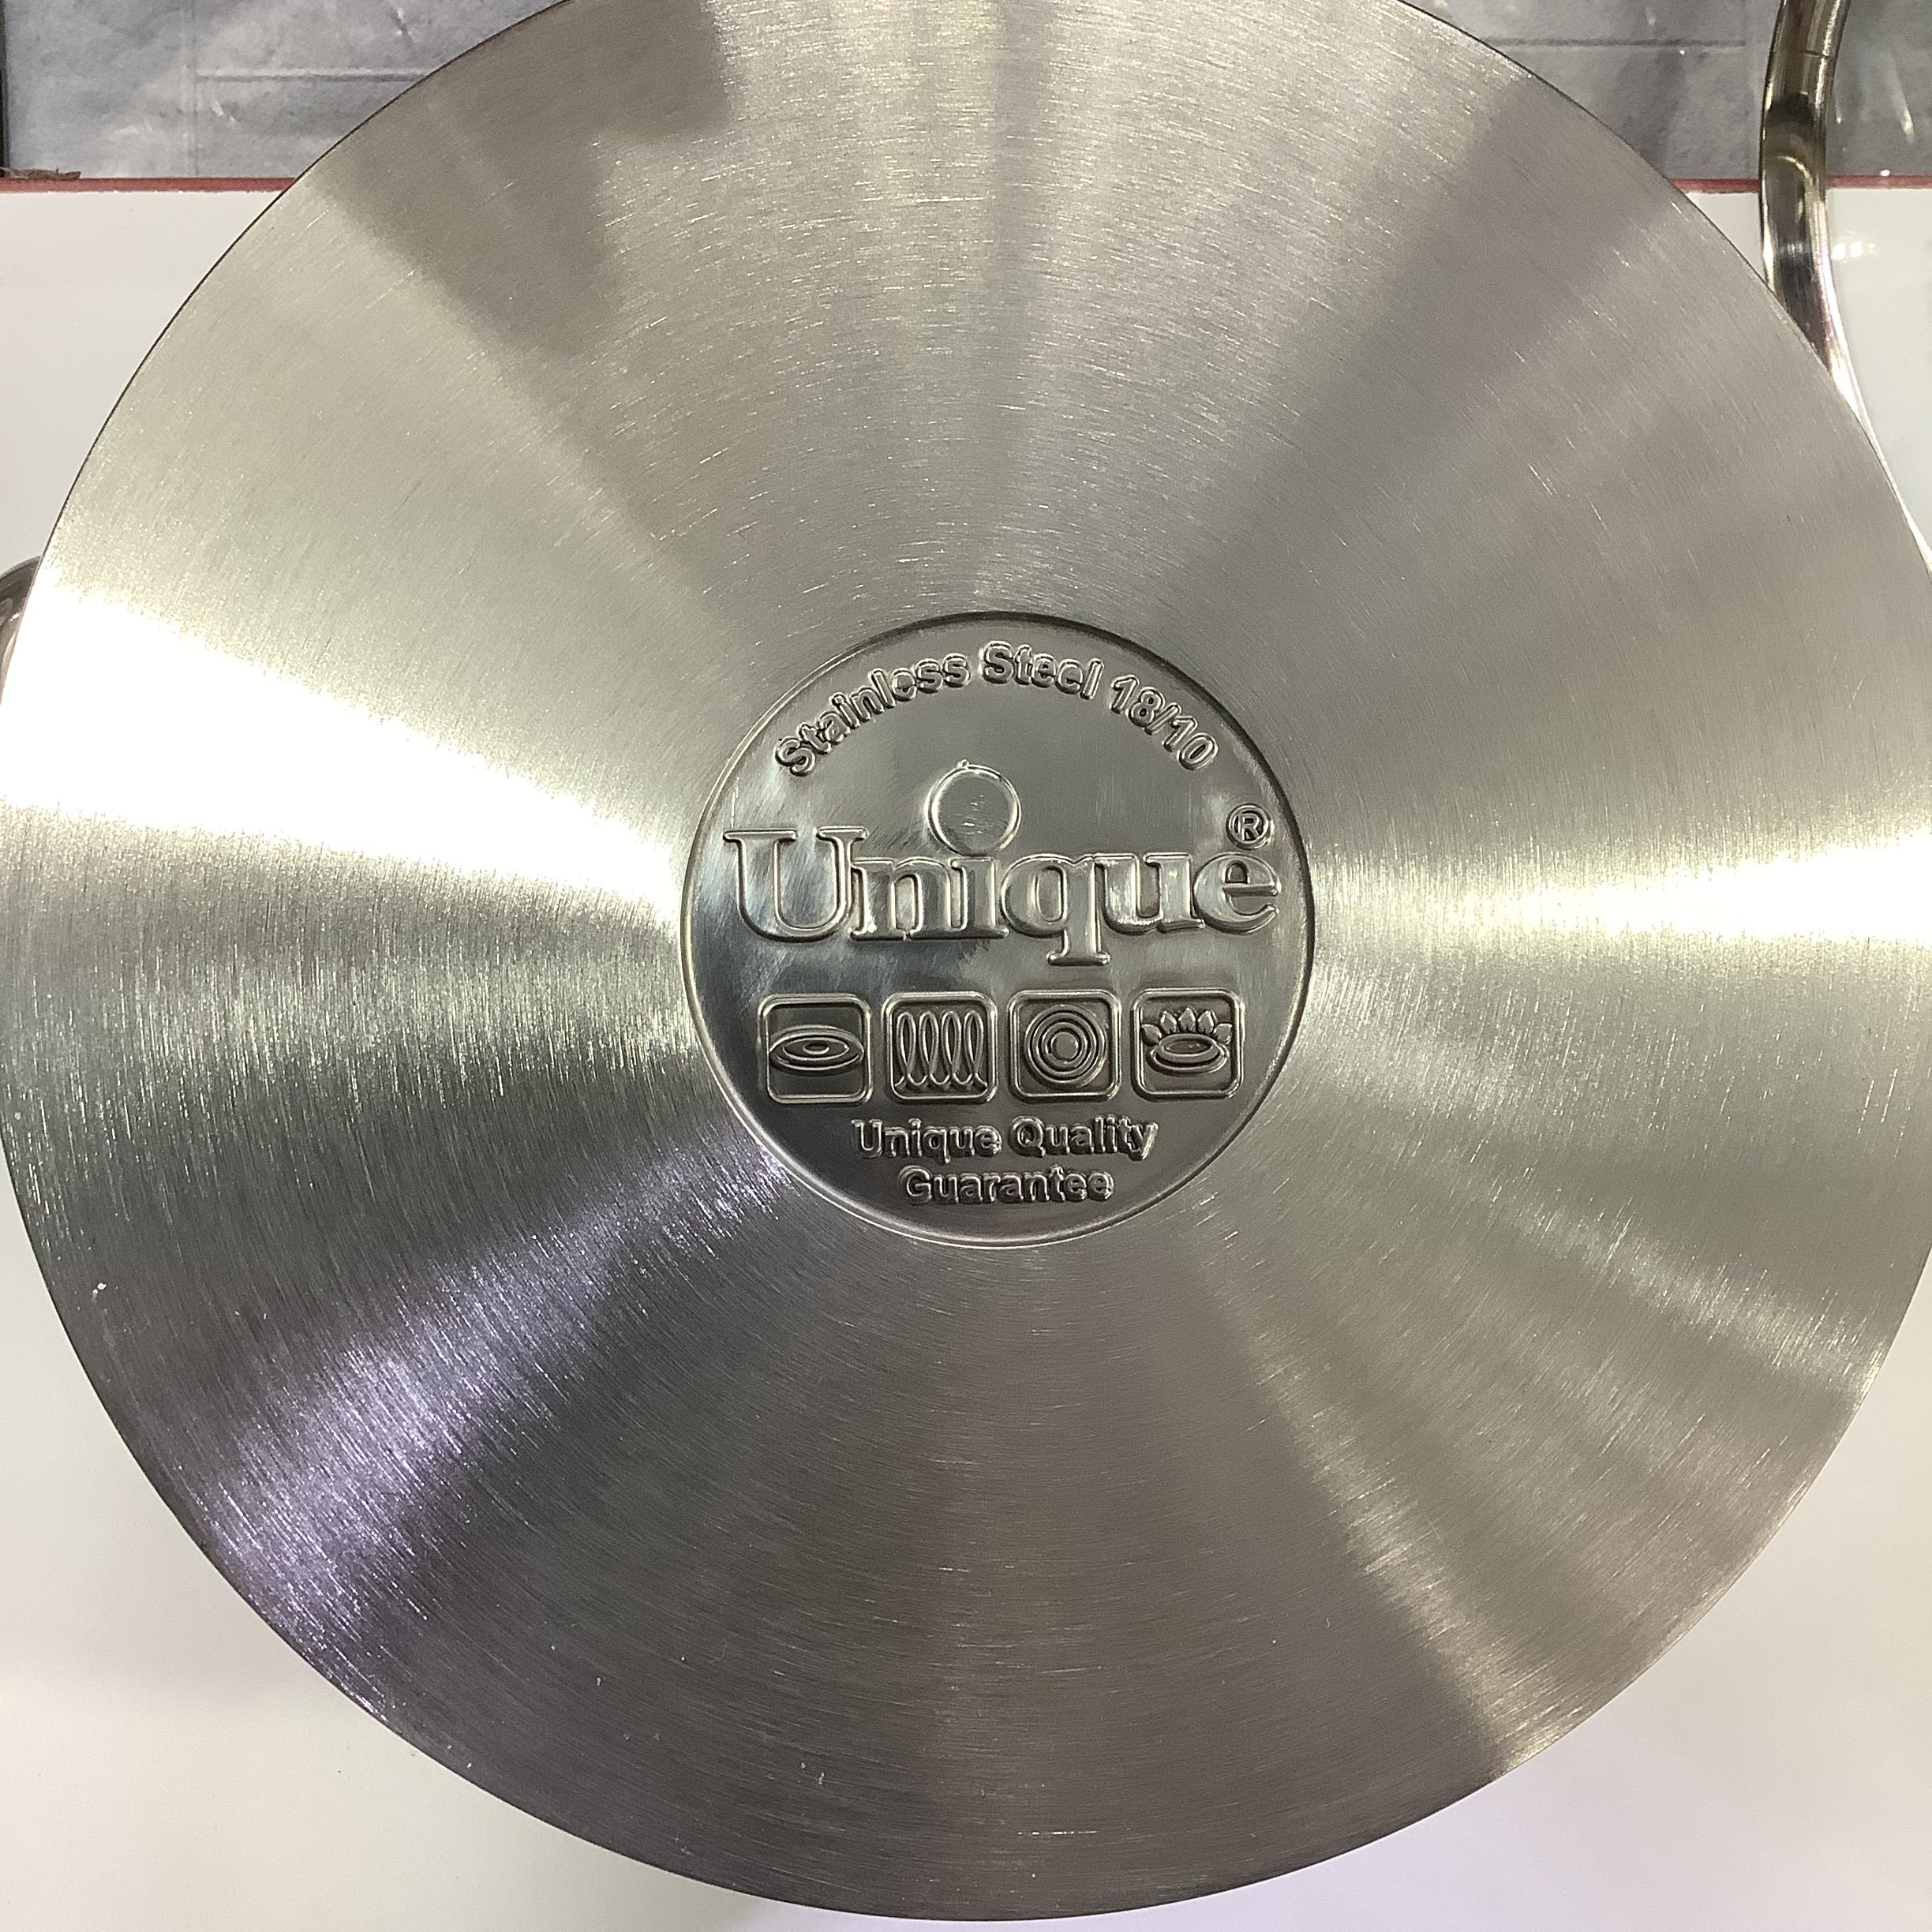 Stainless Steel 18/10
Unique®
Unique Quality
Guarantee